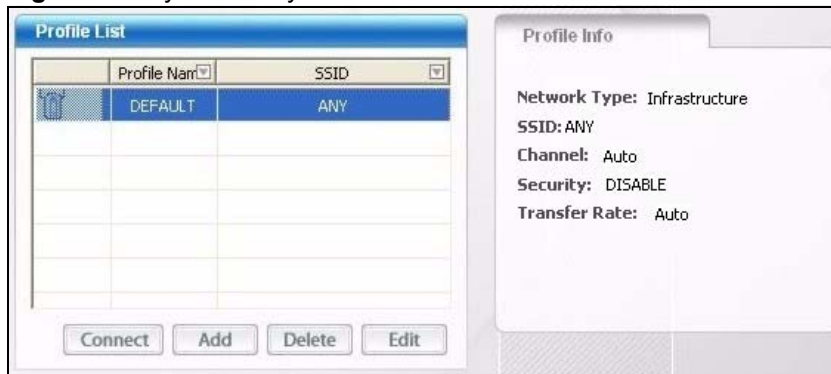 Profile List
Profile Nam
SSID
DEFAULT
ANY
Connect
Add
Delete
Edit
Profile Info
Network Type: Infrastructure
SSID: ANY
Channel: Auto
Security: DISABLE
Transfer Rate: Auto